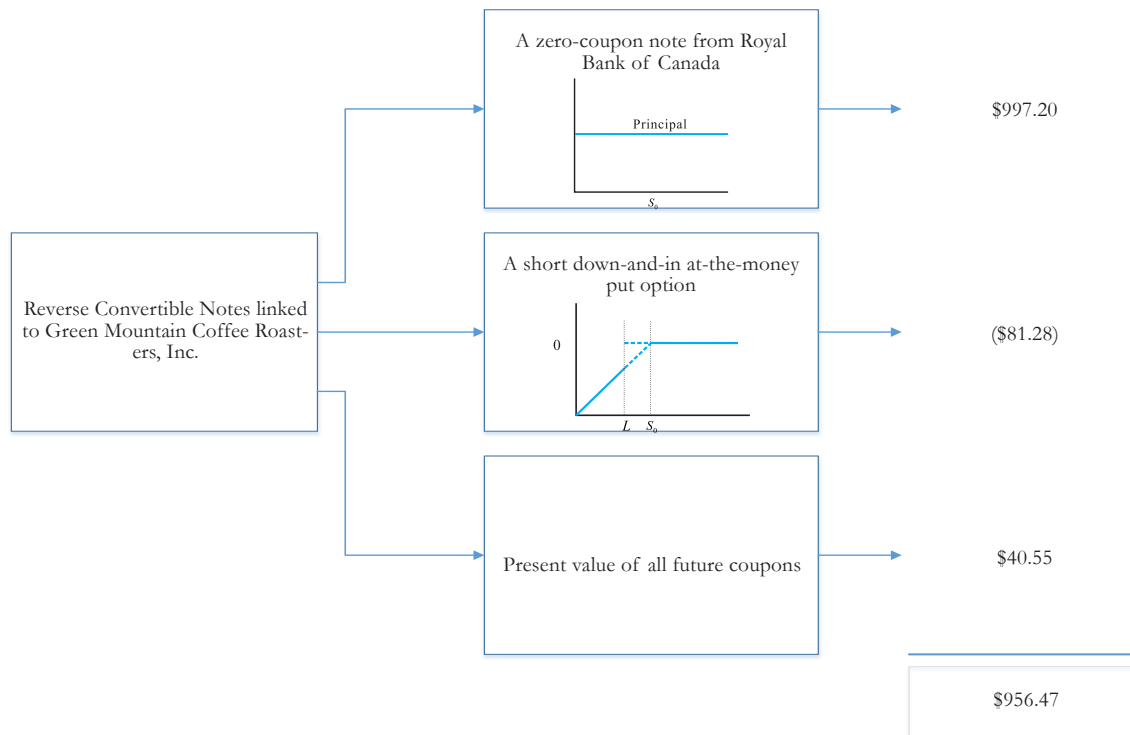 A zero-coupon note from Royal
Bank of Canada
Principal
S₀
$997.20
Reverse Convertible Notes linked
to Green Mountain Coffee Roast-
ers, Inc.
A short down-and-in at-the-money
put option
0
L S₀
($81.28)
Present value of all future coupons
$40.55
$956.47